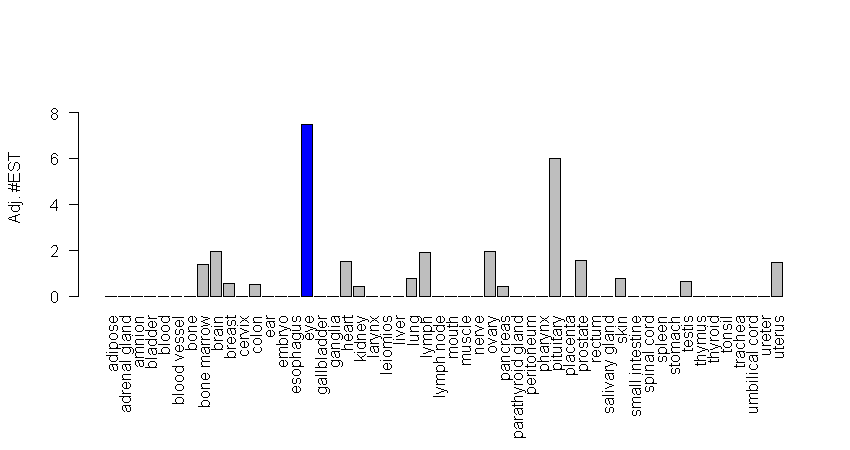 Adj. #EST
8
6
4
2
0
adipose
adrenal gland
amnion
bladder
blood
blood vessel
bone
bone marrow
brain
breast
cervix
colon
ear
embryo
esophagus
eye
gallbladder
ganglia
heart
kidney
larynx
leiomios
liver
lung
lymph
lymph node
mouth
muscle
nerve
ovary
pancreas
parathyroid gland
peritoneum
pharynx
pituitary
placenta
prostate
rectum
salivary gland
skin
small intestine
spinal cord
spleen
stomach
testis
thymus
thyroid
tonsil
trachea
umbilical cord
ureter
uterus